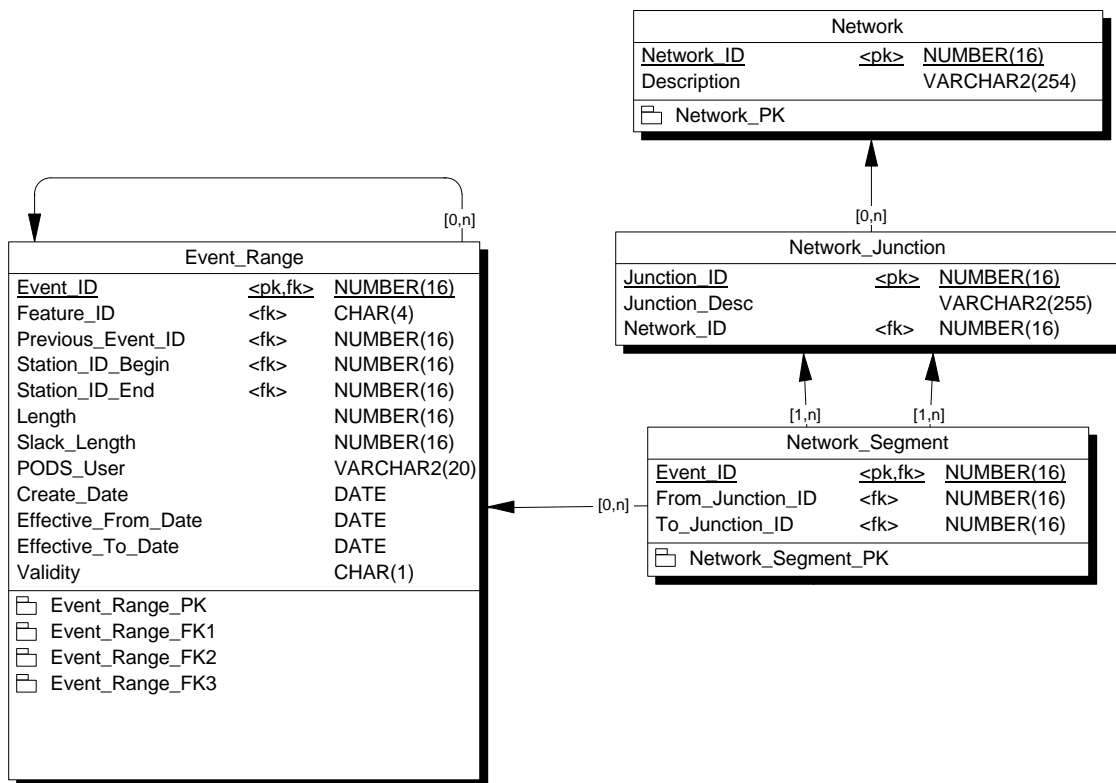 Network
Network_ID <pk> NUMBER(16)
Description VARCHAR2(254)
Network_PK
[0,n]
[0,n]
Event_Range
Event_ID <pk,fk> NUMBER(16)
Feature_ID <fk> CHAR(4)
Previous_Event_ID <fk> NUMBER(16)
Station_ID_Begin <fk> NUMBER(16)
Station_ID_End <fk> NUMBER(16)
Length NUMBER(16)
Slack_Length NUMBER(16)
PODS_User VARCHAR2(20)
Create_Date DATE
Effective_From_Date DATE
Effective_To_Date DATE
Validity CHAR(1)
Event_Range_PK
Event_Range_FK1
Event_Range_FK2
Event_Range_FK3
Network_Junction
Junction_ID <pk> NUMBER(16)
Junction_Desc VARCHAR2(255)
Network_ID <fk> NUMBER(16)
[1,n] [1,n]
Network_Segment
Event_ID <pk,fk> NUMBER(16)
From_Junction_ID <fk> NUMBER(16)
To_Junction_ID <fk> NUMBER(16)
Network_Segment_PK
[0,n]